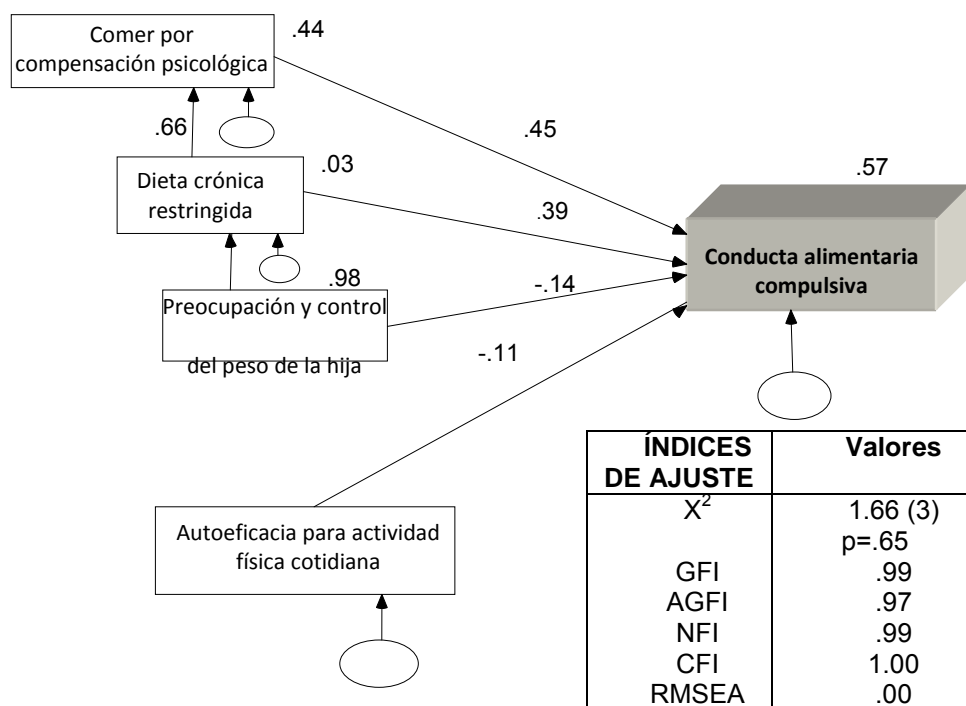 Comer por
compensación psicológica
.44
.66
.45
.03
Dieta crónica
restringida
.39
.57
Conducta alimentaria
compulsiva
.98
Preocupación y control
del peso de la hija
-.14
-.11
Autoeficacia para actividad
física cotidiana
ÍNDICES
DE AJUSTE
Valores
X²
1.66 (3)
p=.65
GFI
.99
AGFI
.97
NFI
.99
CFI
1.00
RMSEA
.00